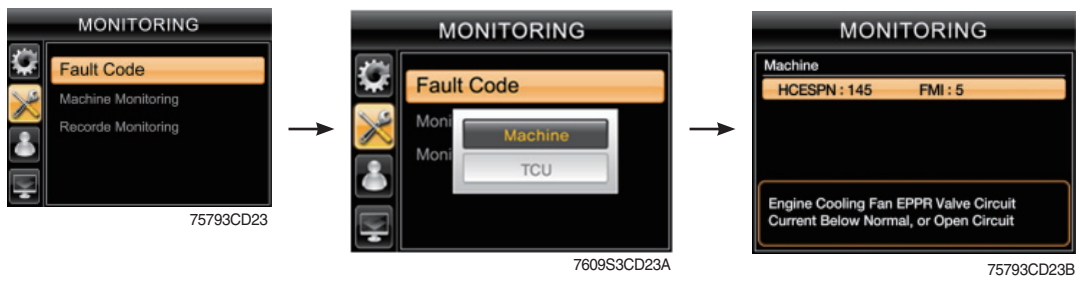 MONITORING
Fault Code
Machine Monitoring
Recorde Monitoring
75793CD23
MONITORING
Fault Code
Moni
Moni
Machine
TCU
7609S3CD23A
MONITORING
Machine
HCESPN : 145 FMI : 5
Engine Cooling Fan EPPR Valve Circuit
Current Below Normal, or Open Circuit
75793CD23B